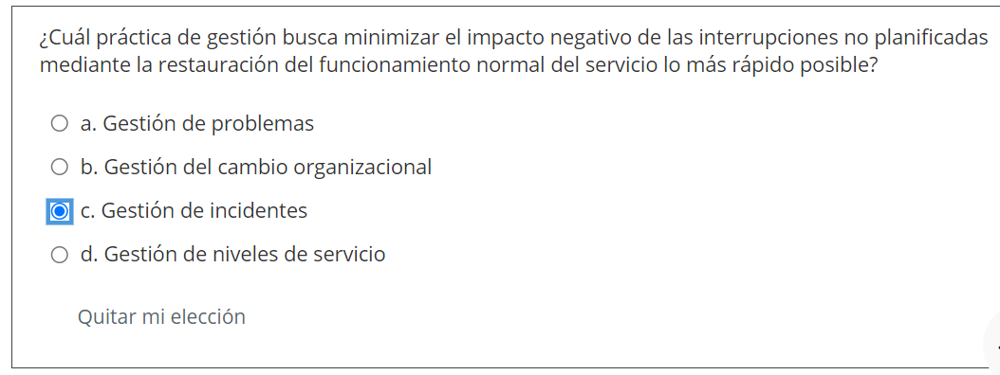 ¿Cuál práctica de gestión busca minimizar el impacto negativo de las interrupciones no planificadas
mediante la restauración del funcionamiento normal del servicio lo más rápido posible?
a. Gestión de problemas
b. Gestión del cambio organizacional
c. Gestión de incidentes
d. Gestión de niveles de servicio
Quitar mi elección